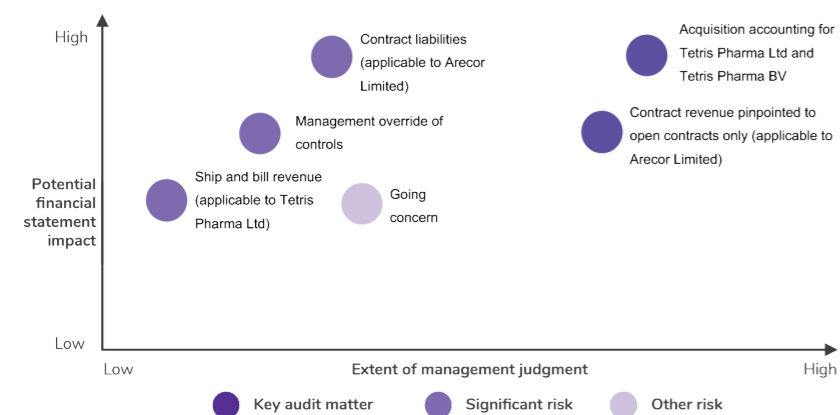 High
Potential
financial
statement
impact
Low
Contract liabilities
(applicable to Arecor
Limited)
Acquisition accounting for
Tetris Pharma Ltd and
Tetris Pharma BV
Management override of
controls
Contract revenue pinpointed to
open contracts only (applicable to
Arecor Limited)
Ship and bill revenue
(applicable to Tetris
Pharma Ltd)
Going
concern
Low
Extent of management judgment
High
Key audit matter
Significant risk
Other risk